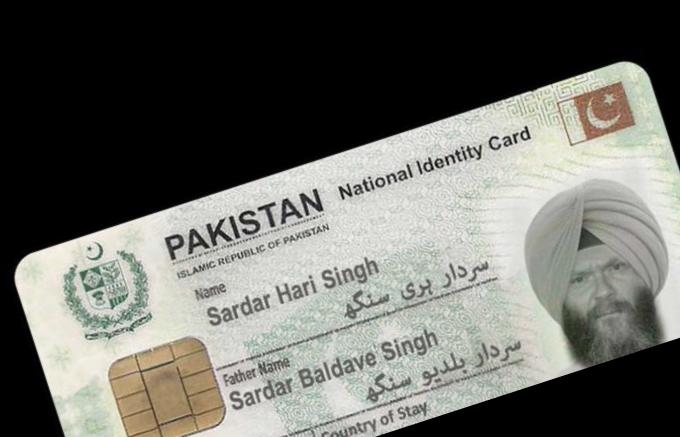 PAKISTAN National Identity Card
ISLAMIC REPUBLIC OF PAKISTAN
Name
Sardar Hari Singh
سردار ہری سنگھ
Father Name
Sardar Baldave Singh
سردار بلدیو سنگھ
Country of Stay